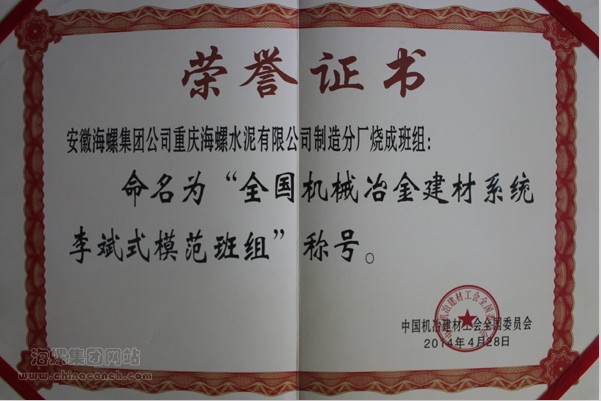 荣誉证书
安徽海螺集团公司重庆海螺水泥有限公司制造分厂烧成班组：
命名为“全国机械冶金建材系统
李斌式模范班组”称号。
中国机冶建材工会全国委员会
2014年4月28日
海螺集团网站
www.chinaconch.com